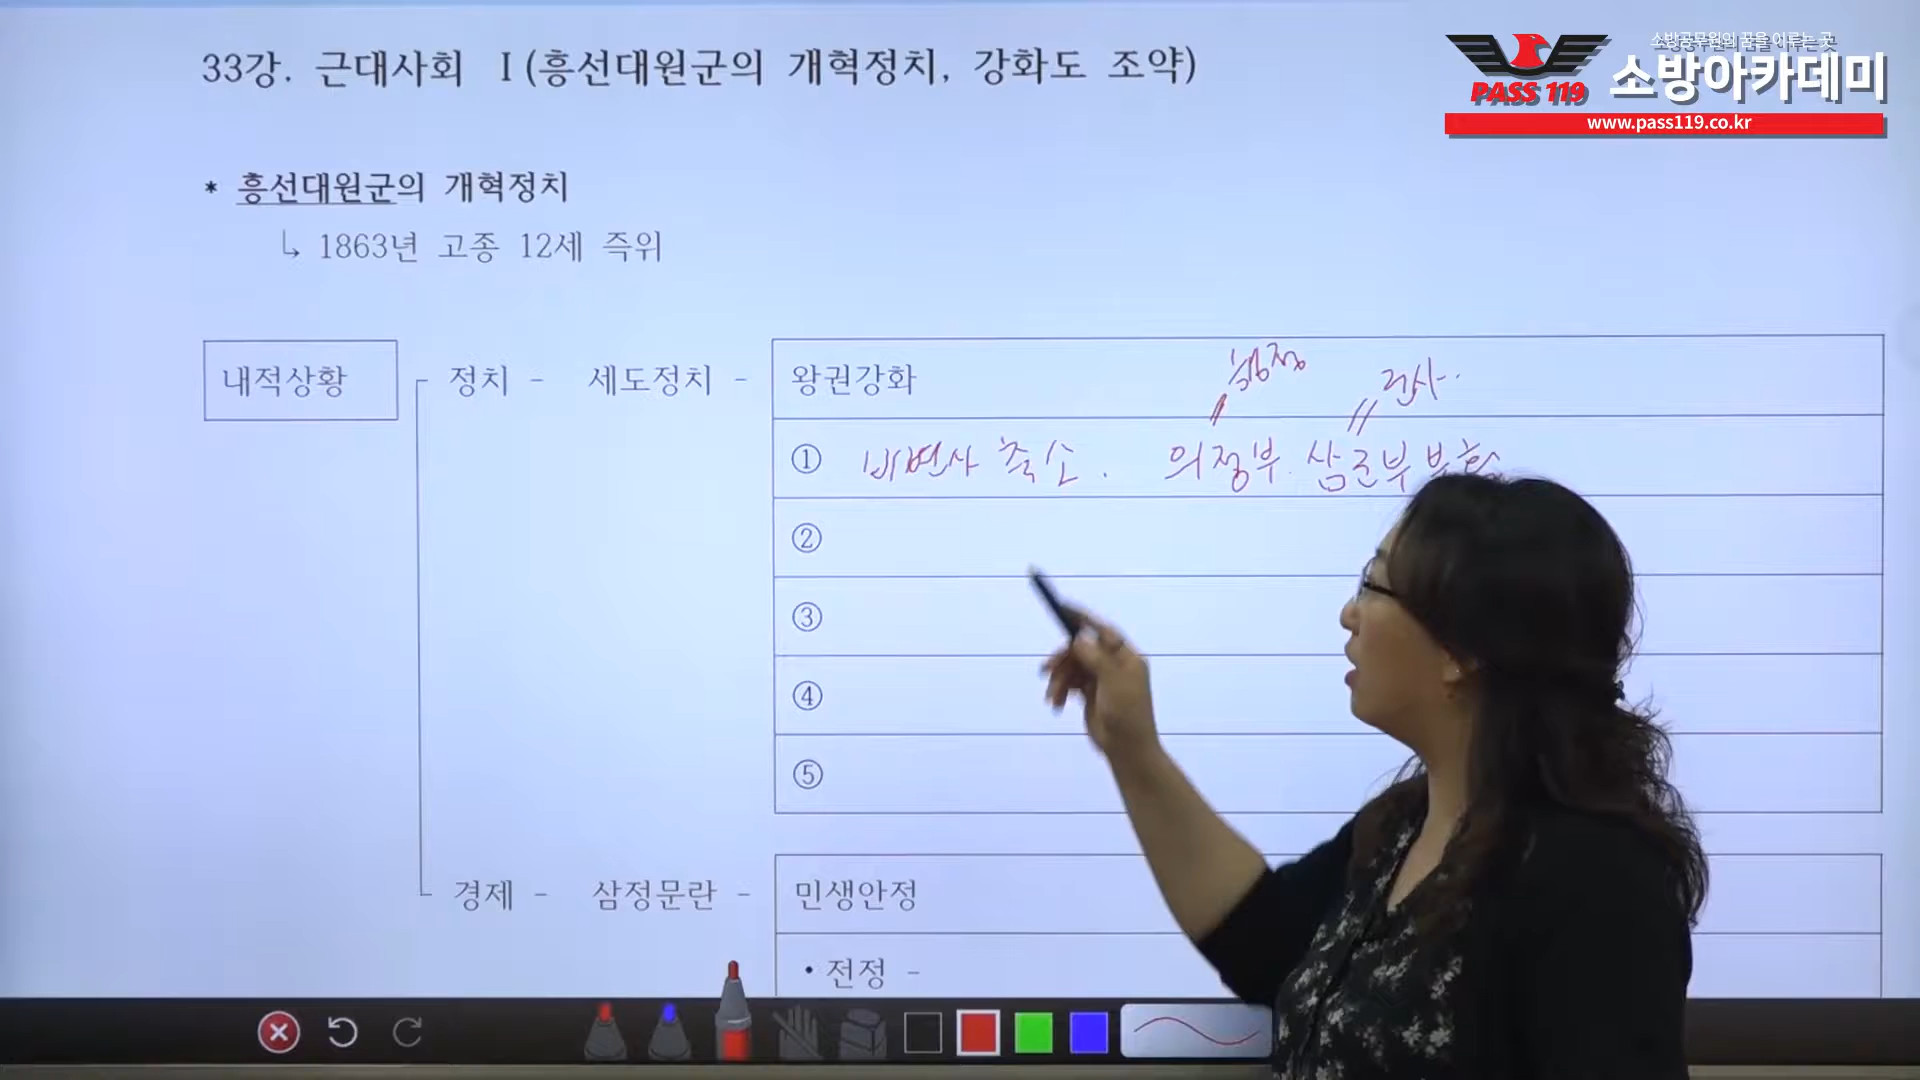 33강. 근대사회 Ⅰ(흥선대원군의 개혁정치, 강화도 조약)
소방공무원의 꿈을 이루는 곳
PASS 119 소방아카데미
www.pass119.co.kr
* 흥선대원군의 개혁정치
↳ 1863년 고종 12세 즉위
내적상황
정치 - 세도정치 -
왕권강화
행정
군사.
① 비변사 축소. 의정부. 삼군부 부활
②
③
④
⑤
경제 - 삼정문란 -
민생안정
• 전정 -